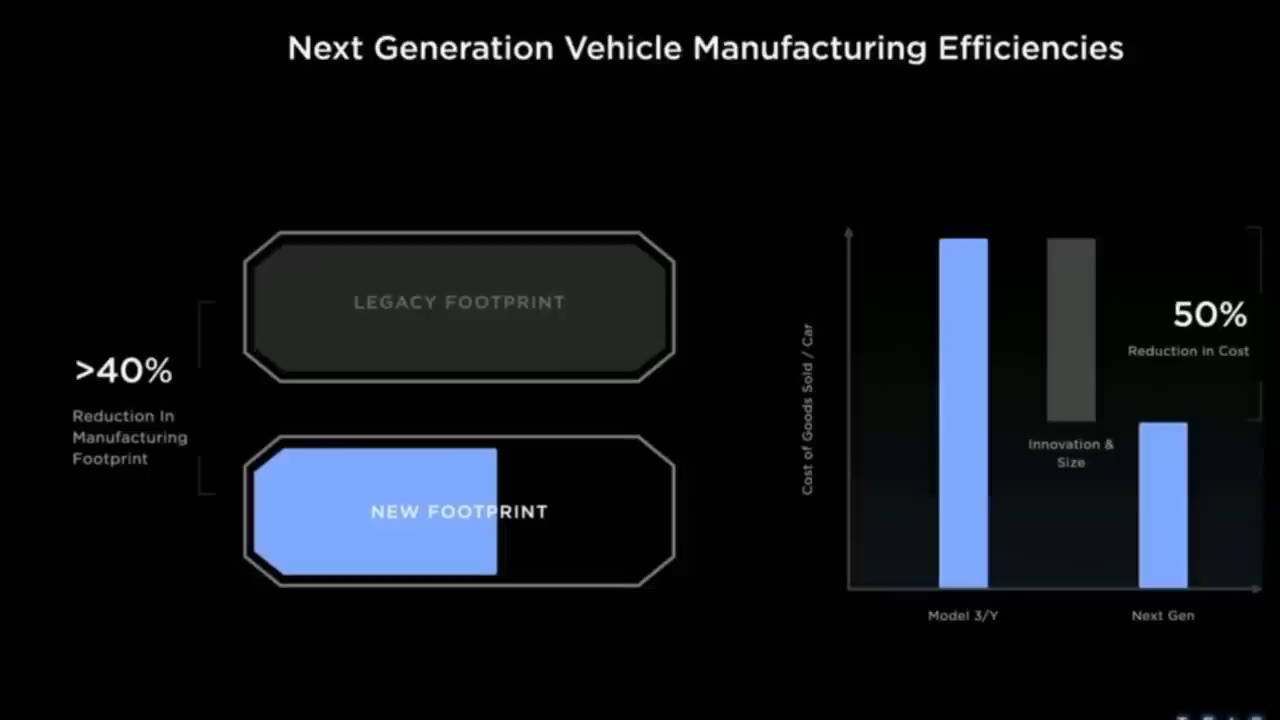 Next Generation Vehicle Manufacturing Efficiencies
LEGACY FOOTPRINT
>40%
Reduction In
Manufacturing
Footprint
NEW FOOTPRINT
Cost of Goods Sold / Car
50%
Reduction in Cost
Innovation &
Size
Model 3/Y
Next Gen